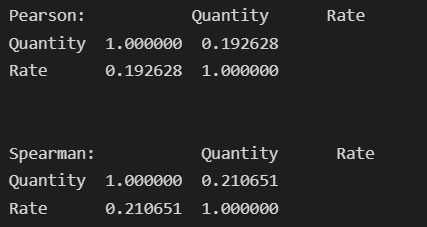 Pearson:           Quantity      Rate
Quantity  1.000000  0.192628
Rate      0.192628  1.000000
Spearman:           Quantity      Rate
Quantity  1.000000  0.210651
Rate      0.210651  1.000000